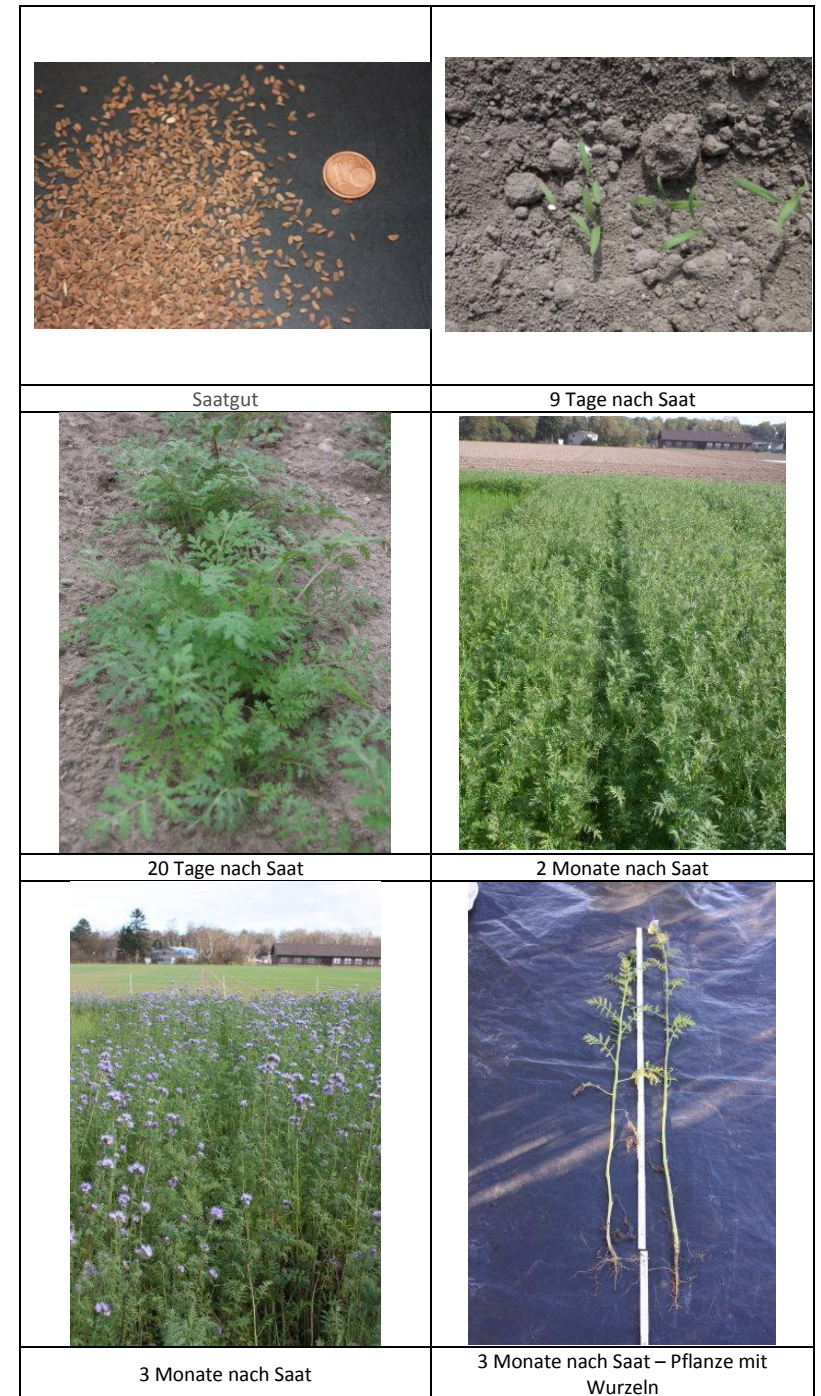 Saatgut
9 Tage nach Saat
20 Tage nach Saat
2 Monate nach Saat
3 Monate nach Saat
3 Monate nach Saat – Pflanze mit
Wurzeln